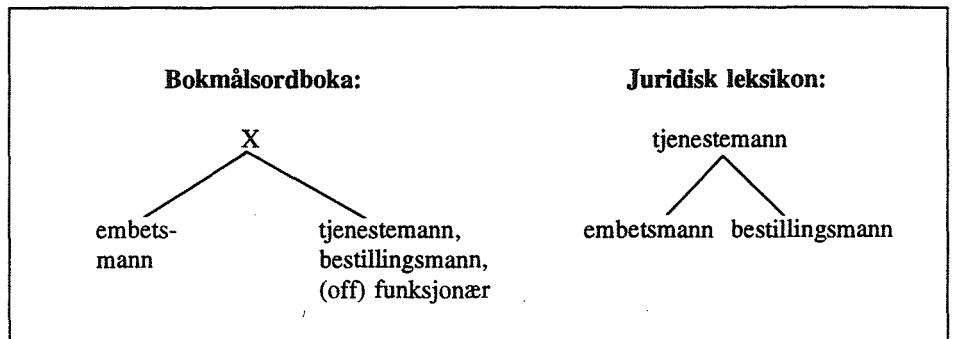 Bokmålsordboka:
X
embets-
mann
tjenestemann,
bestillingsmann,
(off) funksjonær
Juridisk leksikon:
tjenestemann
embetsmann bestillingsmann